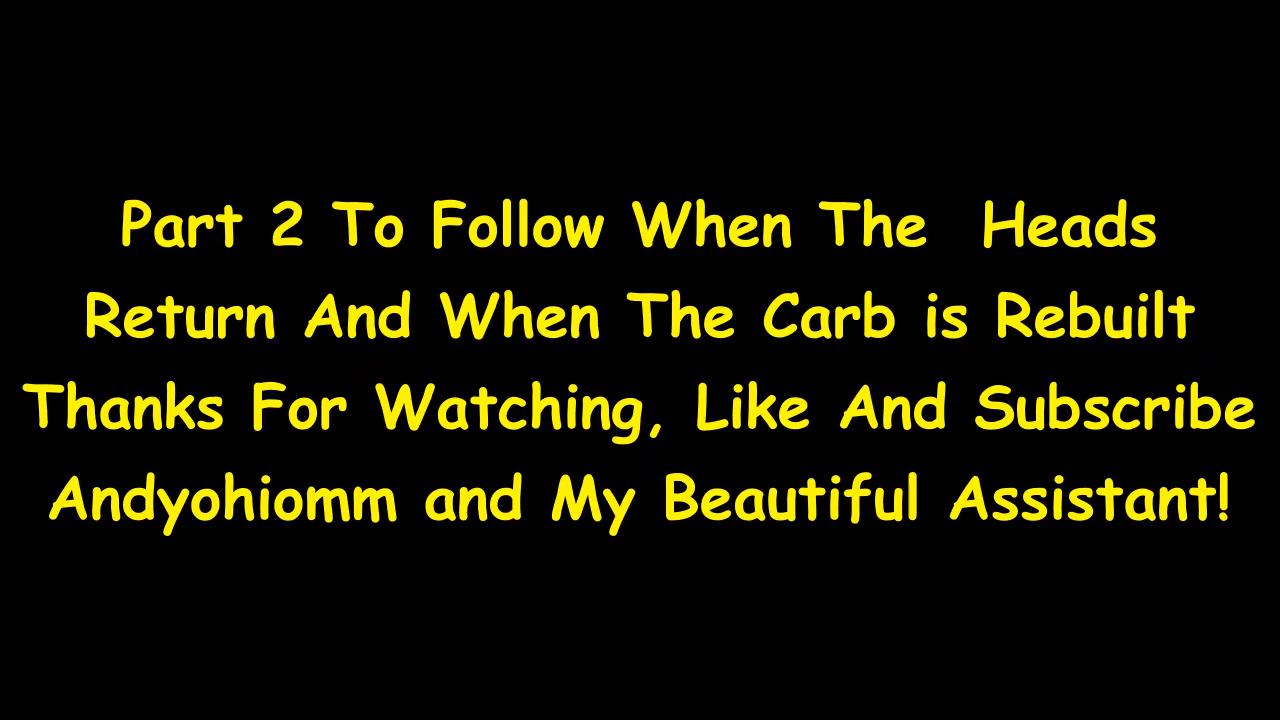 Part 2 To Follow When The  Heads
Return And When The Carb is Rebuilt
Thanks For Watching, Like And Subscribe
Andyohiomm and My Beautiful Assistant!